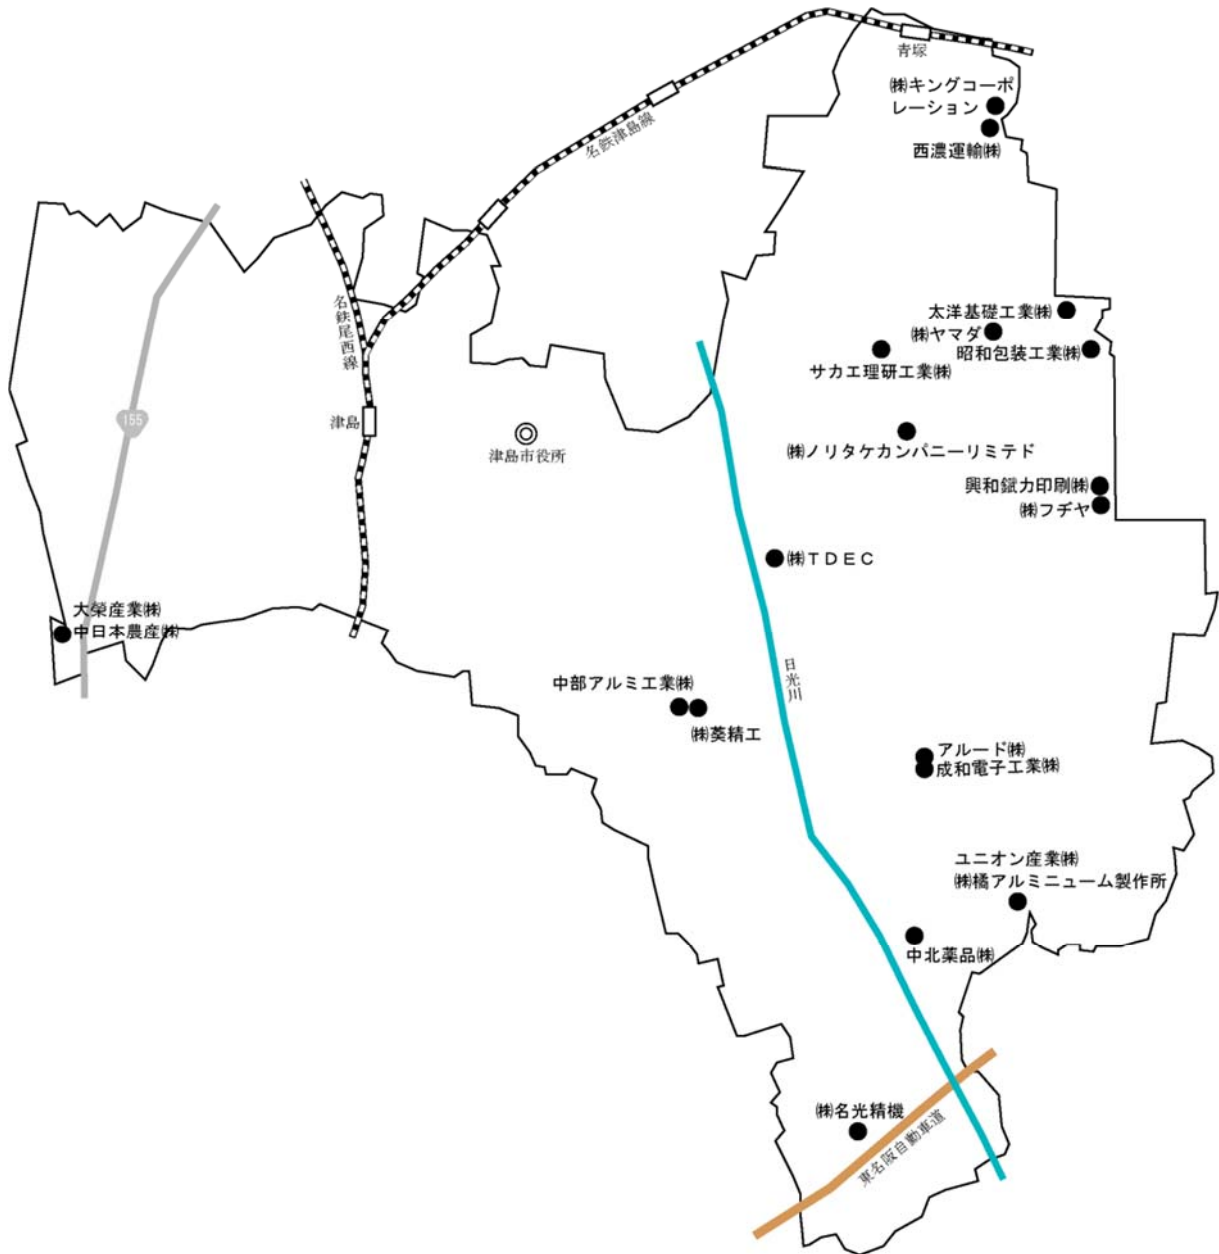 青塚
㈱キングコーポ
レーション
西濃運輸㈱
名鉄津島線
名鉄尾西線
太洋基礎工業㈱
㈱ヤマダ
昭和包装工業㈱
サカエ理研工業㈱
155
津島
津島市役所
㈱ノリタケカンパニーリミテド
興和鋲力印刷㈱
㈱フヂヤ
㈱TDEC
大榮産業㈱
中日本農産㈱
日光川
中部アルミ工業㈱
㈱葵精工
アルード㈱
成和電子工業㈱
ユニオン産業㈱
㈱橘アルミニューム製作所
中北薬品㈱
㈱名光精機
東名阪自動車道